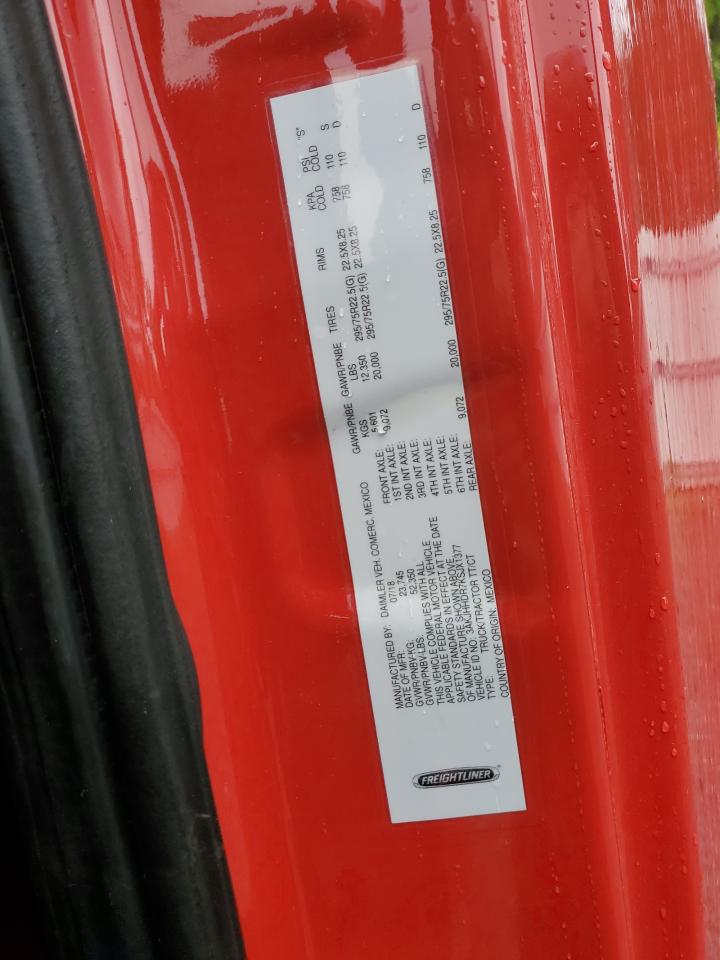 FREIGHTLINER
MANUFACTURED BY: DAIMLER VEH. COMERC. MEXICO
DATE OF MFR: 07/18
GVWR/PNBV-KG: 23,745
GVWR/PNBV-LBS: 52,350
THIS VEHICLE COMPLIES WITH ALL
APPLICABLE FEDERAL MOTOR VEHICLE
SAFETY STANDARDS IN EFFECT AT THE DATE
OF MANUFACTURE SHOWN ABOVE.
VEHICLE ID NO: 3AKJHHDR7KSJX1377
TYPE: TRUCK/TRACTOR TT/CT
COUNTRY OF ORIGIN: MEXICO
GAWR/PNBE GAWR/PNBE TIRES RIMS KPA PSI "S"
KGS LBS COLD COLD
FRONT AXLE: 5,601 12,350 295/75R22.5(G) 22.5X8.25 758 110 S
1ST INT AXLE: 9,072 20,000 295/75R22.5(G) 22.5X8.25 758 110 D
2ND INT AXLE:
3RD INT AXLE:
4TH INT AXLE:
5TH INT AXLE:
6TH INT AXLE:
REAR AXLE: 9,072 20,000 295/75R22.5(G) 22.5X8.25 758 110 D